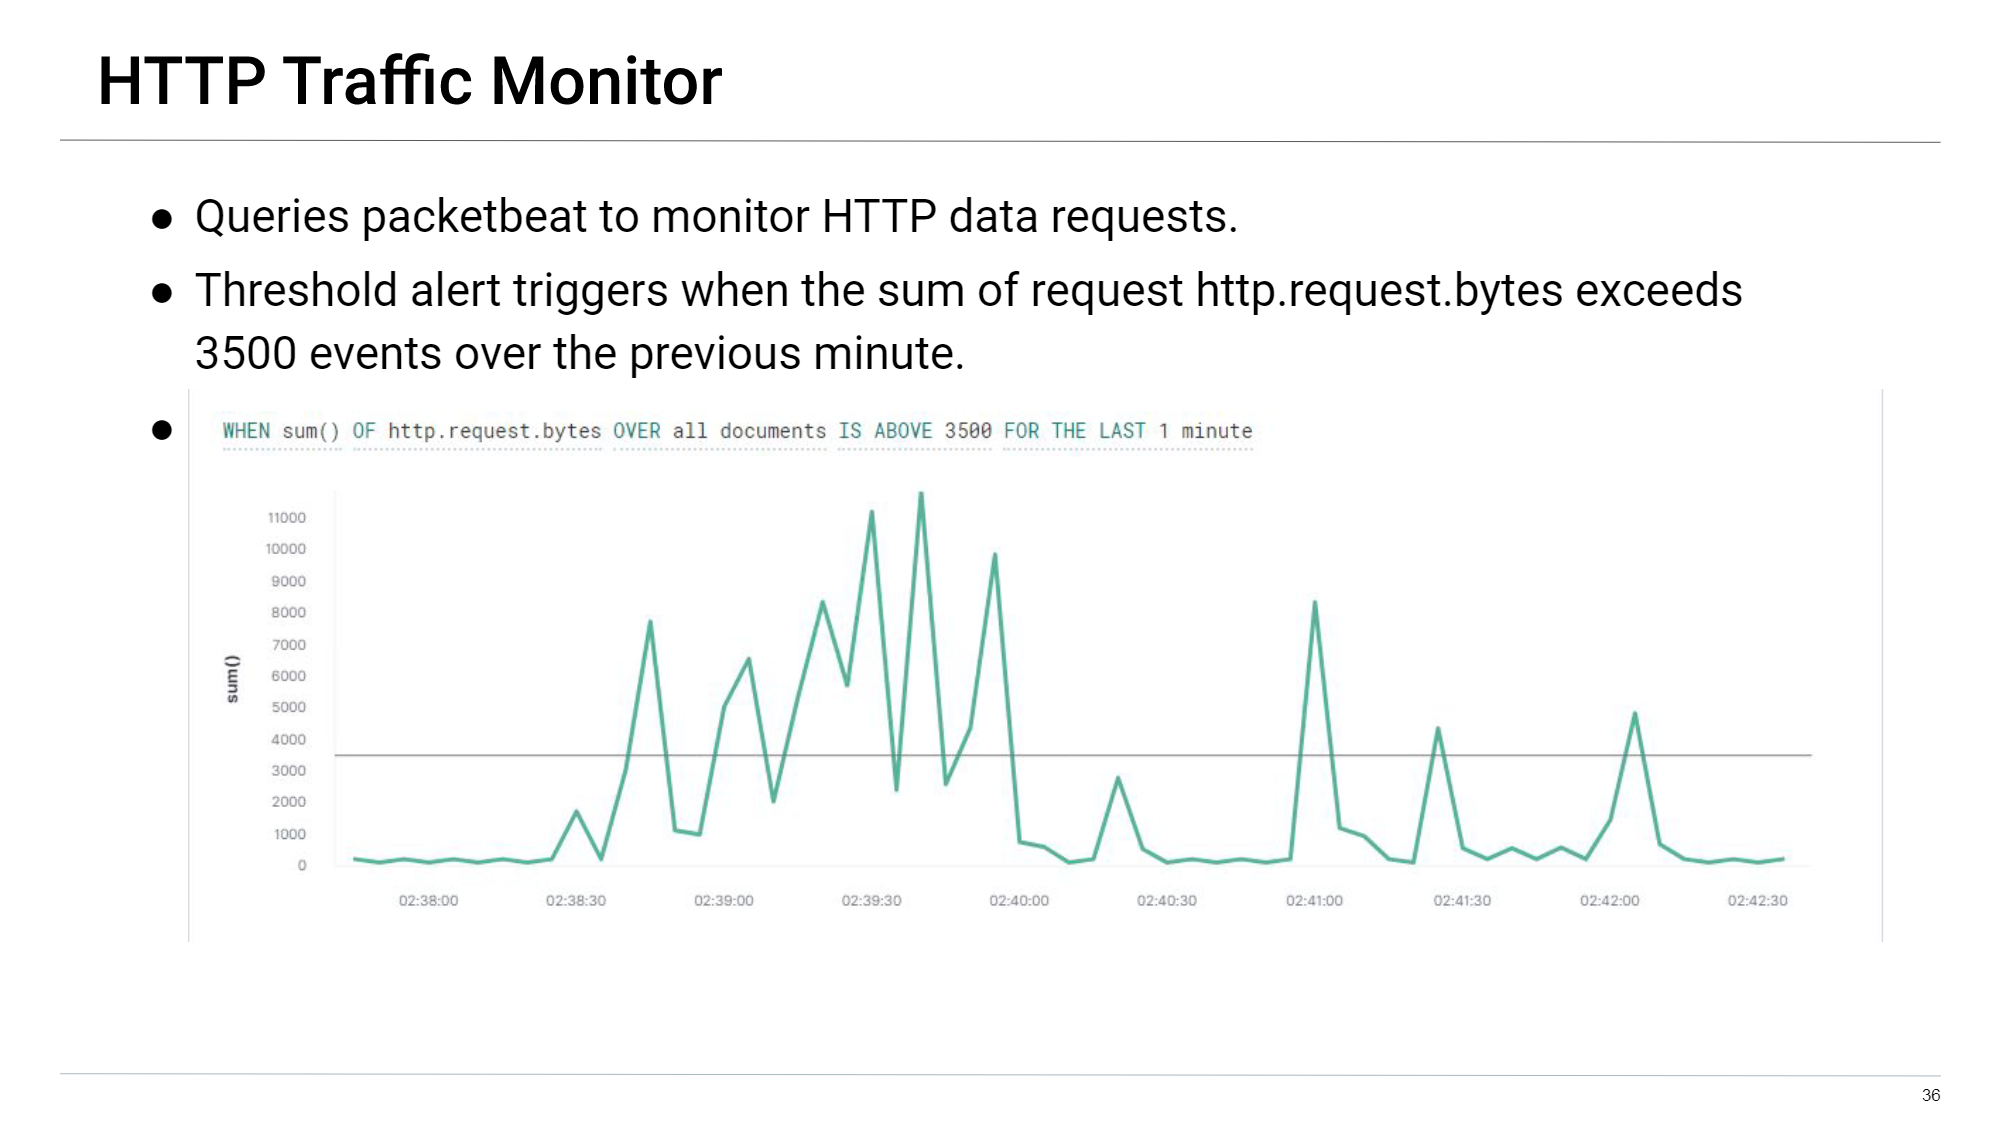 HTTP Traffic Monitor
● Queries packetbeat to monitor HTTP data requests.
● Threshold alert triggers when the sum of request http.request.bytes exceeds
3500 events over the previous minute.
●
WHEN sum() OF http.request.bytes OVER all documents IS ABOVE 3500 FOR THE LAST 1 minute
sum()
11000
10000
9000
8000
7000
6000
5000
4000
3000
2000
1000
0
02:38:00 02:38:30 02:39:00 02:39:30 02:40:00 02:40:30 02:41:00 02:41:30 02:42:00 02:42:30
36